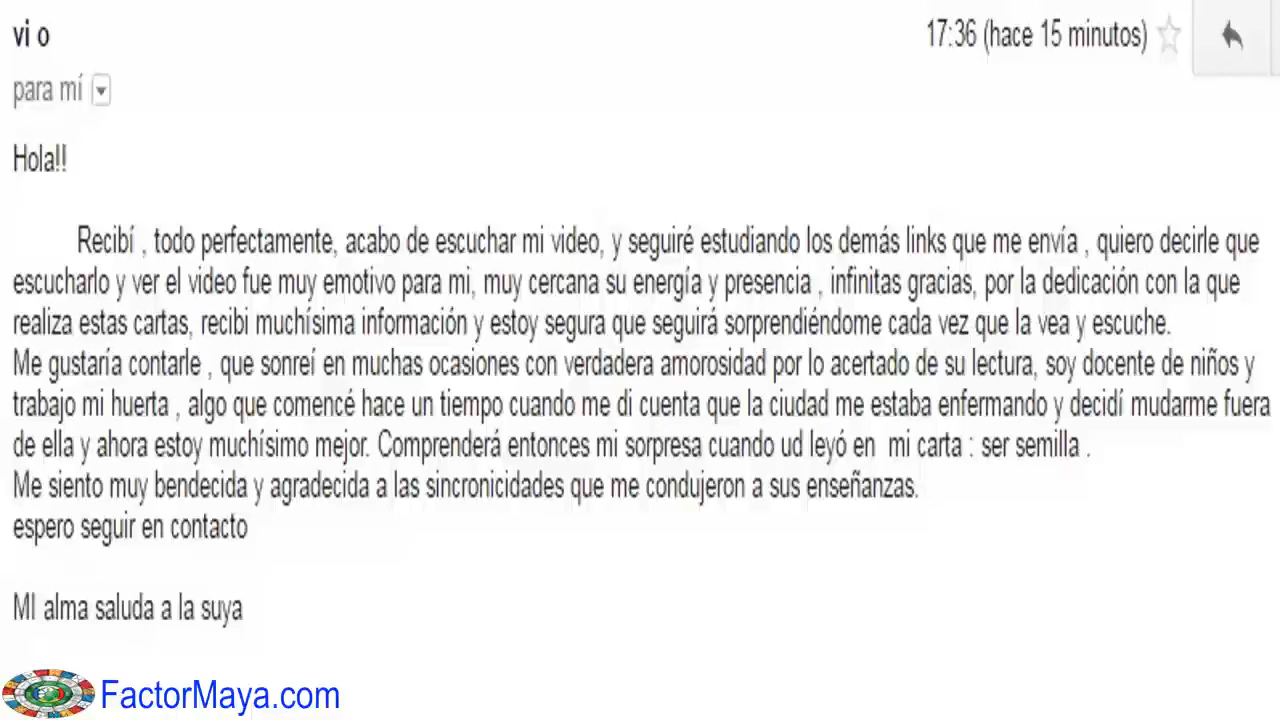 vi o
17:36 (hace 15 minutos)
para mí
Hola!!
Recibí , todo perfectamente, acabo de escuchar mi video, y seguiré estudiando los demás links que me envía , quiero decirle que
escucharlo y ver el video fue muy emotivo para mi, muy cercana su energía y presencia , infinitas gracias, por la dedicación con la que
realiza estas cartas, recibi muchísima información y estoy segura que seguirá sorprendiéndome cada vez que la vea y escuche.
Me gustaría contarle , que sonreí en muchas ocasiones con verdadera amorosidad por lo acertado de su lectura, soy docente de niños y
trabajo mi huerta , algo que comencé hace un tiempo cuando me di cuenta que la ciudad me estaba enfermando y decidí mudarme fuera
de ella y ahora estoy muchísimo mejor. Comprenderá entonces mi sorpresa cuando ud leyó en  mi carta : ser semilla .
Me siento muy bendecida y agradecida a las sincronicidades que me condujeron a sus enseñanzas.
espero seguir en contacto
MI alma saluda a la suya
FactorMaya.com